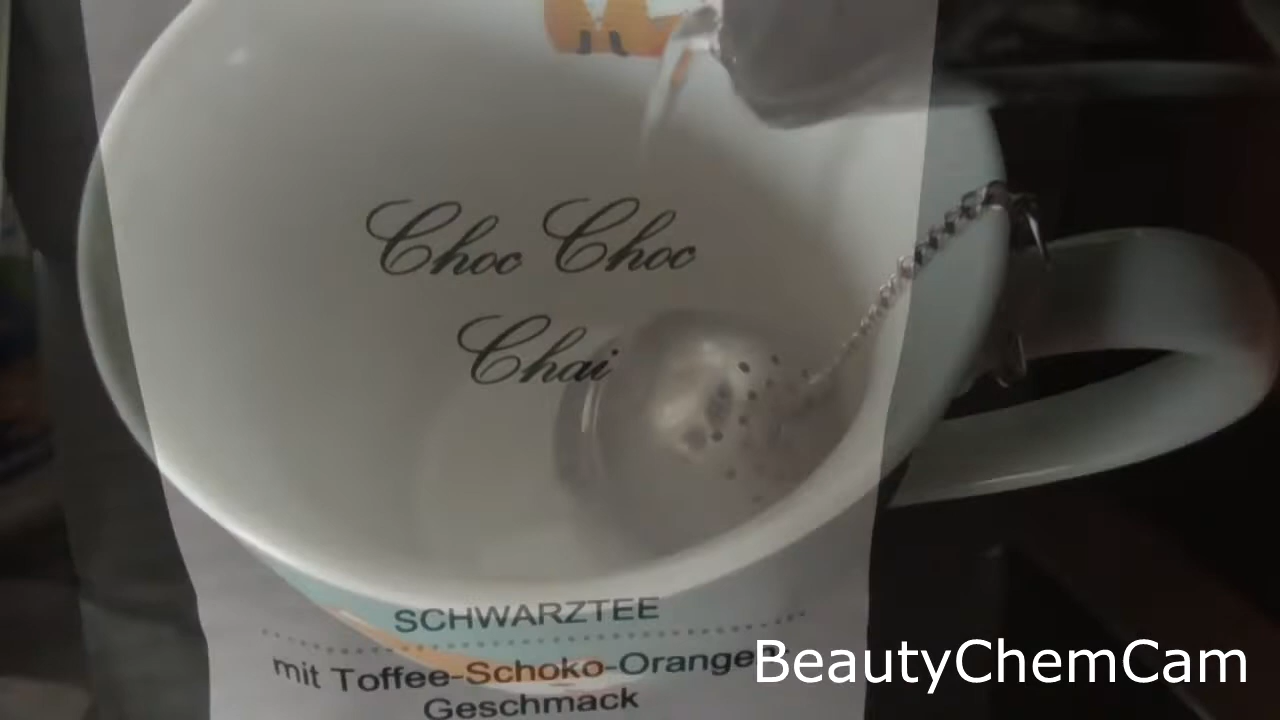 Choc Choc
Chai
SCHWARZTEE
mit Toffee-Schoko-Orange-
Geschmack
BeautyChemCam